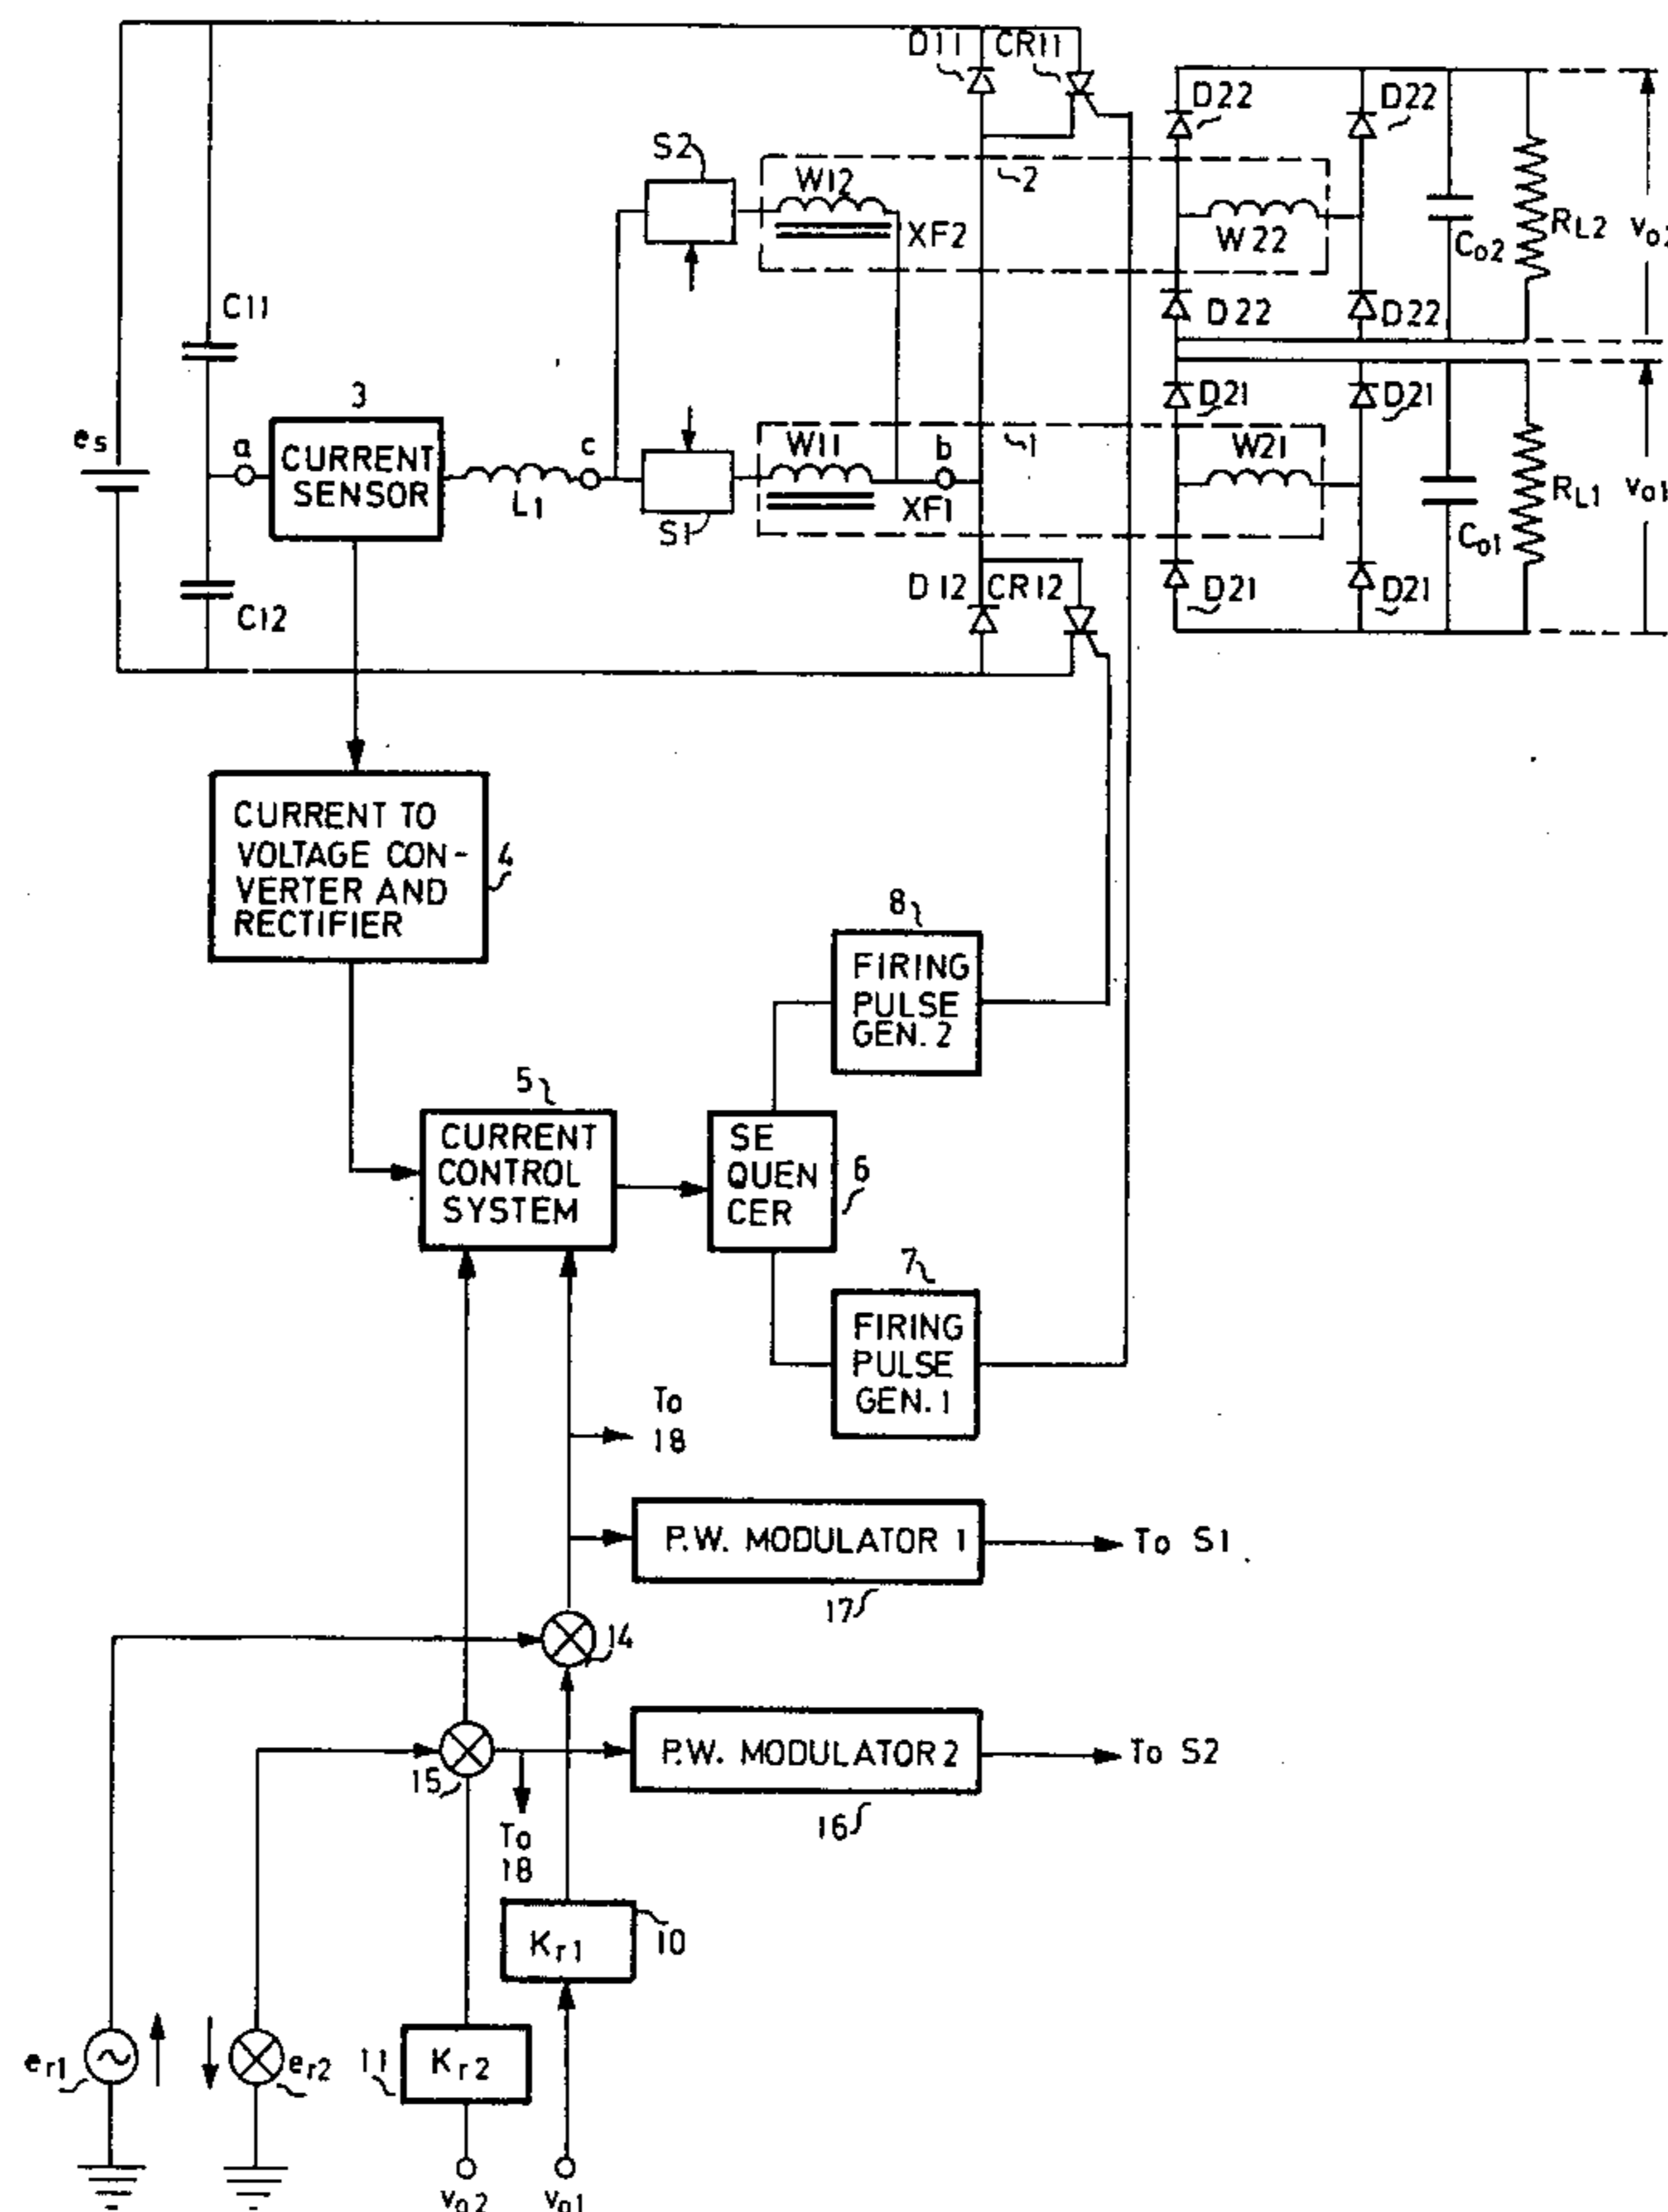 D11 CR11
D22 D22
S2
W12
2
XF2
W22
Co2
RL2 vo2
C11
D22 D22
3
es
a
CURRENT
SENSOR
c
L1
S1
W11
1
b
XF1
D21 D21
W21
RL1 vo1
Co1
C12
D12 CR12
D21 D21
CURRENT TO
VOLTAGE CON-
VERTER AND
RECTIFIER
4
8
FIRING
PULSE
GEN. 2
5
CURRENT
CONTROL
SYSTEM
SE
QUEN
CER
6
7
FIRING
PULSE
GEN. 1
To
18
P.W. MODULATOR 1
To S1
17
14
P.W. MODULATOR 2
To S2
15
16
To
18
Kr1
10
er1
er2
11
Kr2
vo2 vo1